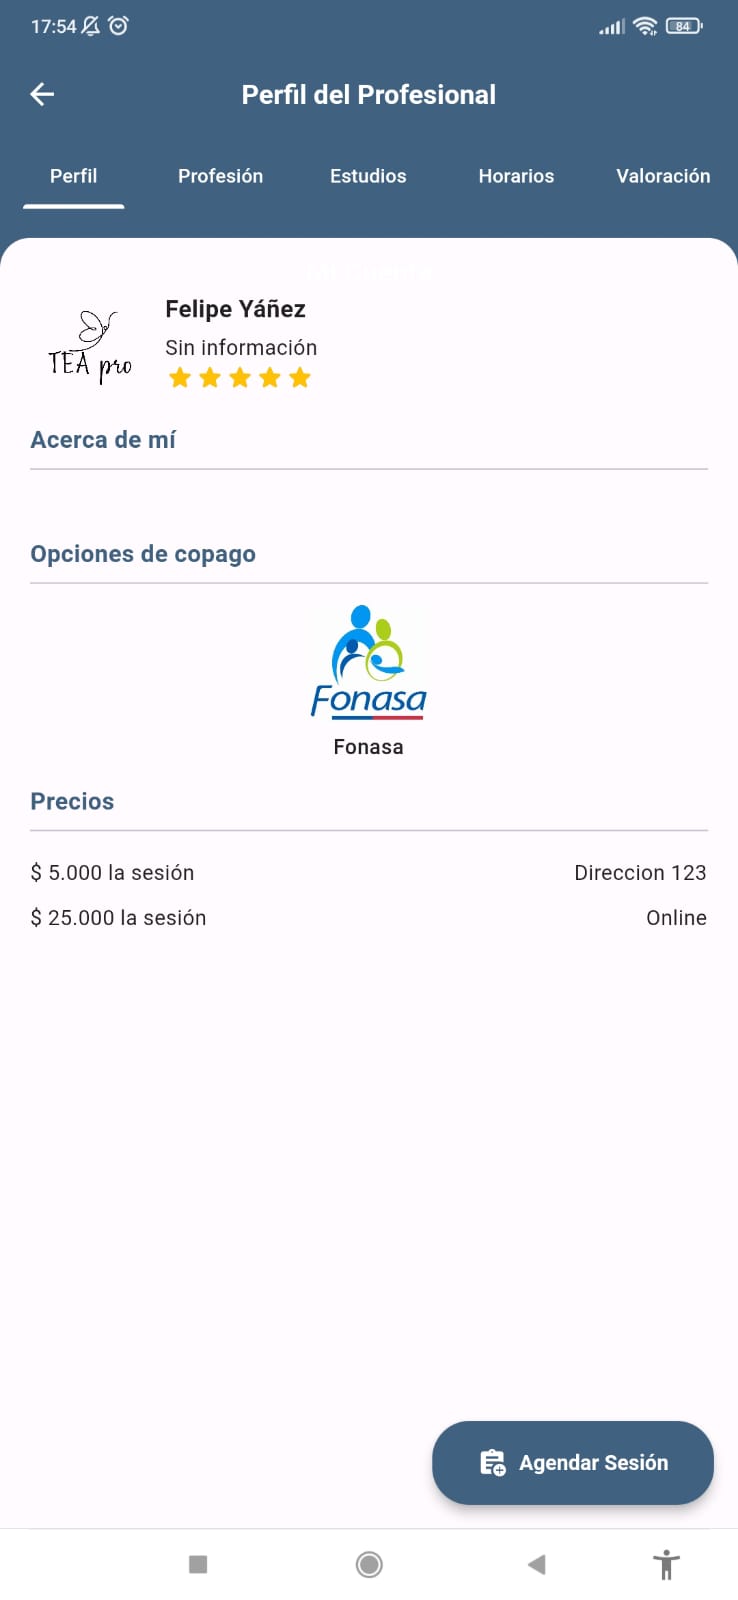 17:54
84
Perfil del Profesional
Perfil
Profesión
Estudios
Horarios
Valoración
TEA pro
Felipe Yáñez
Sin información
Acerca de mí
Opciones de copago
Fonasa
Fonasa
Precios
$ 5.000 la sesión Direccion 123
$ 25.000 la sesión Online
Agendar Sesión